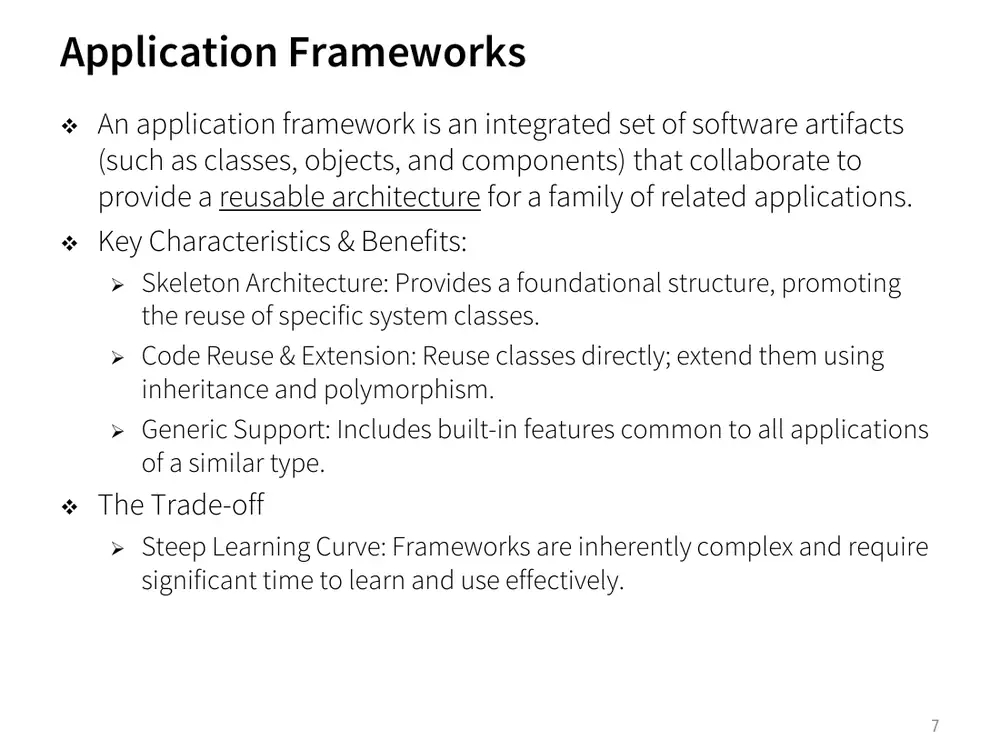 Application Frameworks
❖ An application framework is an integrated set of software artifacts
(such as classes, objects, and components) that collaborate to
provide a reusable architecture for a family of related applications.
❖ Key Characteristics & Benefits:
➢ Skeleton Architecture: Provides a foundational structure, promoting
the reuse of specific system classes.
➢ Code Reuse & Extension: Reuse classes directly; extend them using
inheritance and polymorphism.
➢ Generic Support: Includes built-in features common to all applications
of a similar type.
❖ The Trade-off
➢ Steep Learning Curve: Frameworks are inherently complex and require
significant time to learn and use effectively.
7